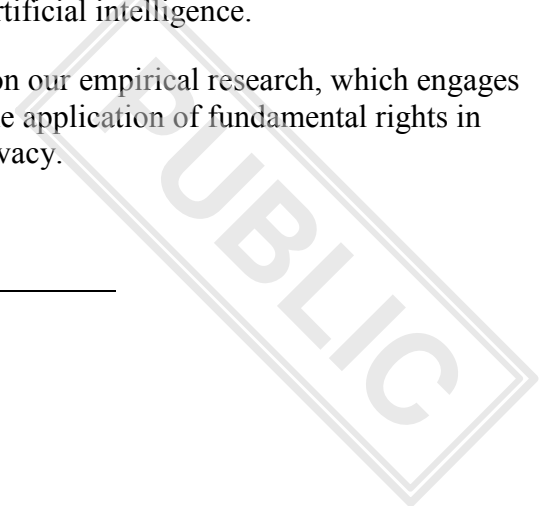 rtificial intelligence.
on our empirical research, which engages
e application of fundamental rights in
vacy.
PUBLIC